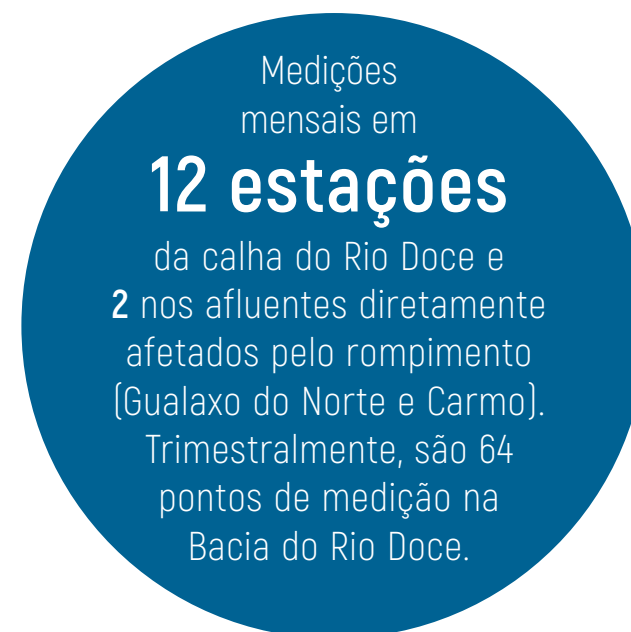 Medições
mensais em
12 estações
da calha do Rio Doce e
2 nos afluentes diretamente
afetados pelo rompimento
(Gualaxo do Norte e Carmo).
Trimestralmente, são 64
pontos de medição na
Bacia do Rio Doce.